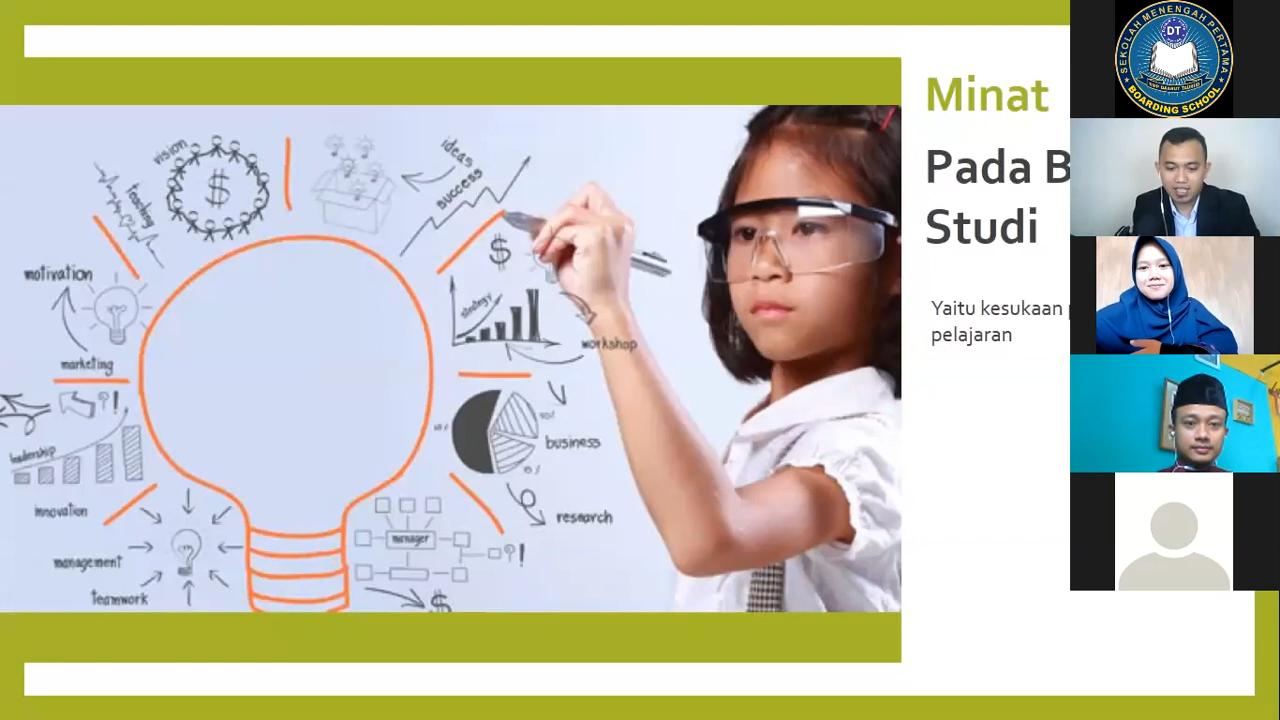 Minat
Pada B
Studi
Yaitu kesukaan
pelajaran
vision
teaching
ideas
success
motivation
strategy
workshop
marketing
leadership
business
innovation
research
manager
management
teamwork
DT
SEKOLAH MENENGAH PERTAMA
BOARDING SCHOOL